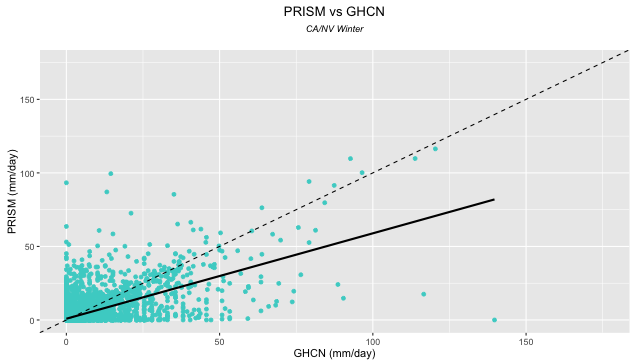 PRISM vs GHCN
CA/NV Winter
PRISM (mm/day)
150
100
50
0
0
50
100
150
GHCN (mm/day)